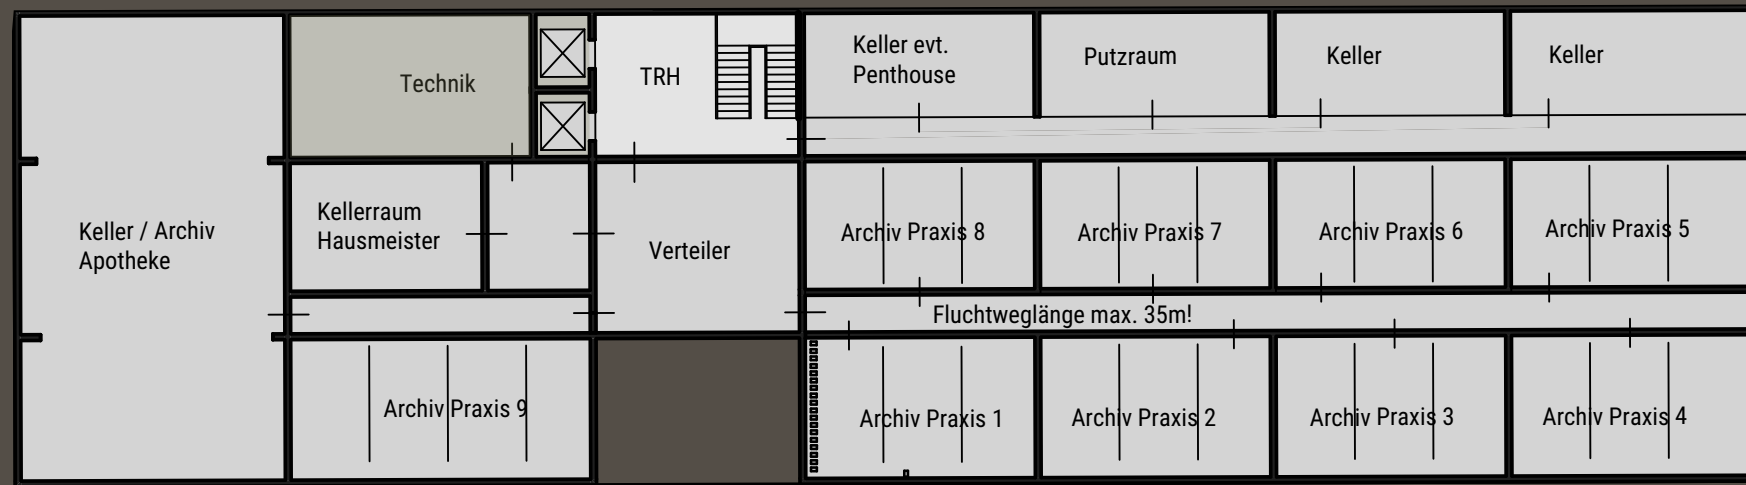 Technik
TRH
Keller evt.
Penthouse
Putzraum
Keller
Keller
Keller / Archiv
Apotheke
Kellerraum
Hausmeister
Verteiler
Archiv Praxis 8
Archiv Praxis 7
Archiv Praxis 6
Archiv Praxis 5
Fluchtweglänge max. 35m!
Archiv Praxis 9
Archiv Praxis 1
Archiv Praxis 2
Archiv Praxis 3
Archiv Praxis 4